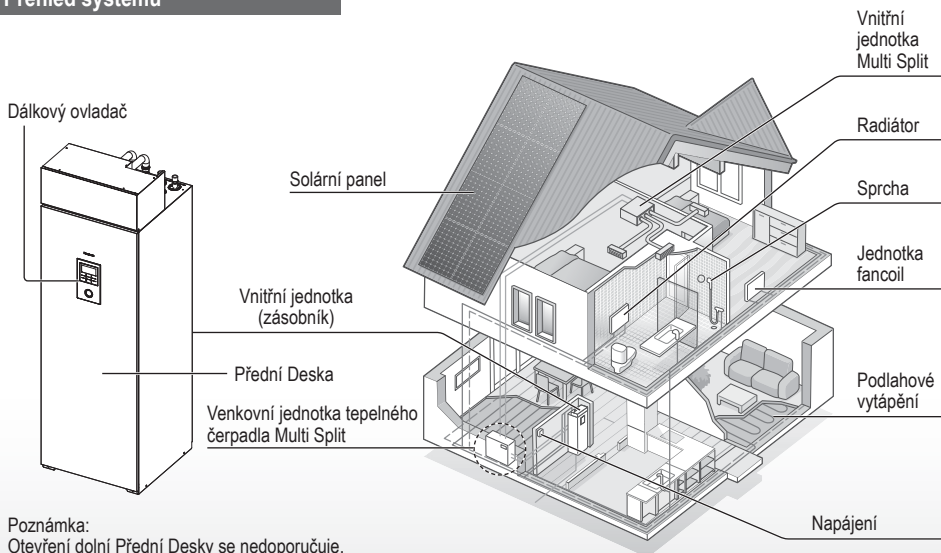 Přehled systému
Dálkový ovladač
Solární panel
Vnitřní jednotka
(zásobník)
Přední Deska
Venkovní jednotka tepelného
čerpadla Multi Split
Vnitřní
jednotka
Multi Split
Radiátor
Sprcha
Jednotka
fancoil
Podlahové
vytápění
Napájení
Poznámka:
Otevření dolní Přední Desky se nedoporučuje.